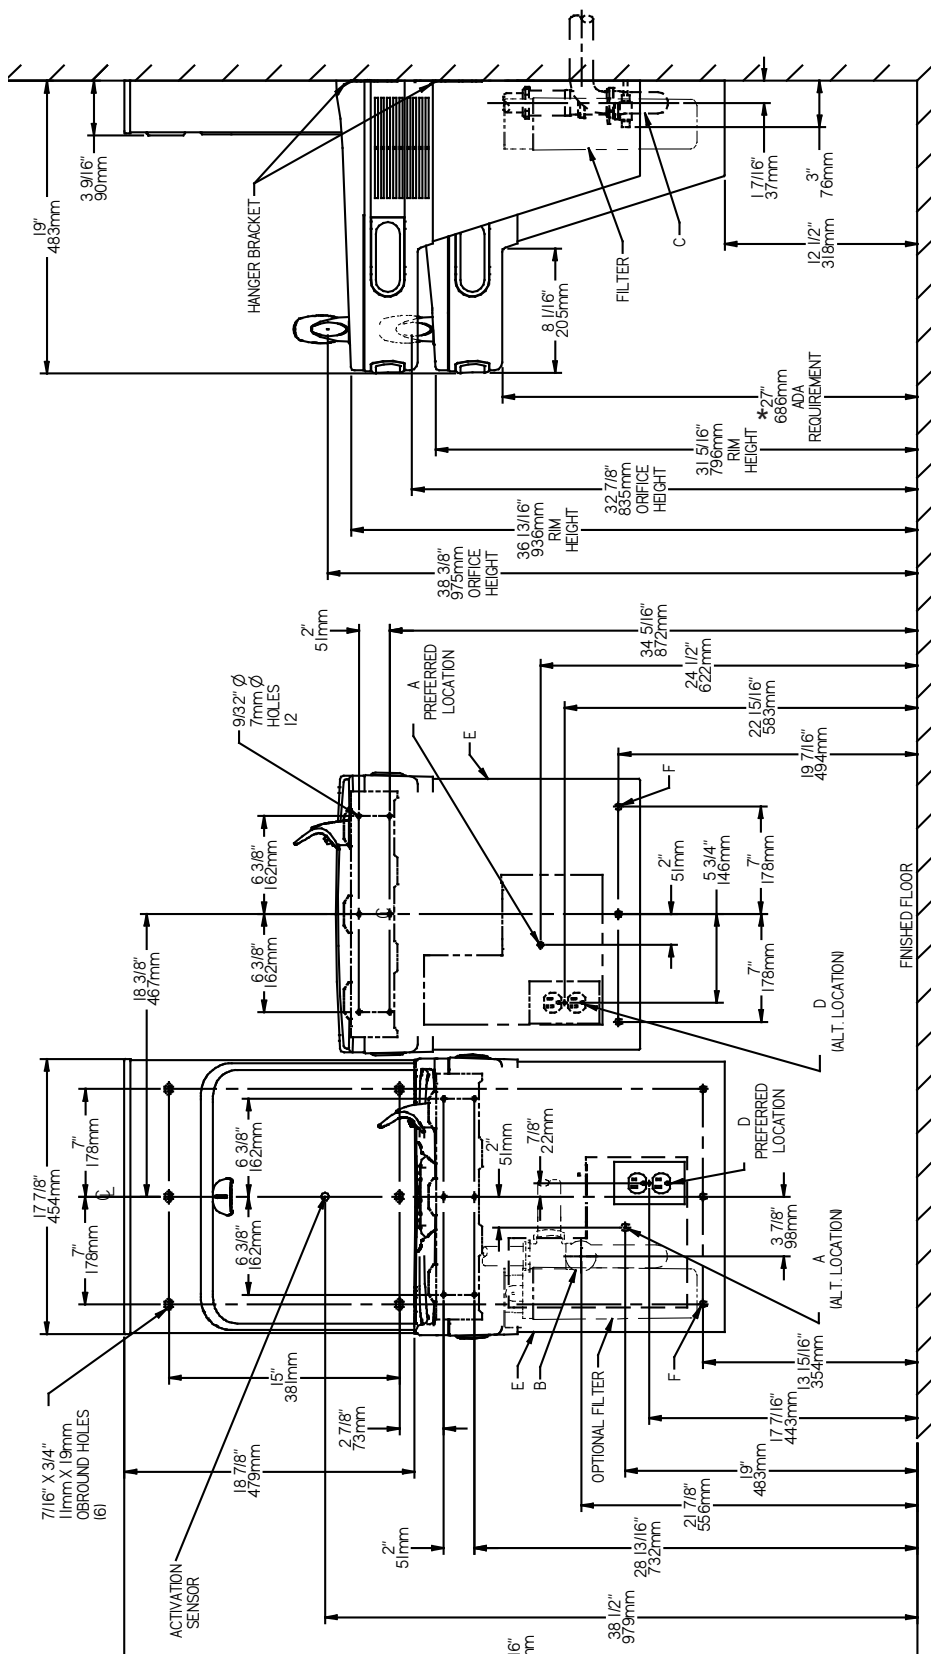 19"
483mm
3 9/16"
90mm
HANGER BRACKET
FILTER
C
8 1/16"
205mm
1 7/16"
37mm
3"
76mm
12 1/2"
318mm
*27"
686mm
ADA
REQUIREMENT
31 5/16"
796mm
RIM
HEIGHT
32 7/8"
835mm
ORIFICE
HEIGHT
36 13/16"
936mm
RIM
HEIGHT
38 3/8"
975mm
ORIFICE
HEIGHT
2"
51mm
9/32" Ø
7mm Ø
HOLES
12
A
PREFERRED
LOCATION
E
F
34 5/16"
872mm
24 1/2"
622mm
22 15/16"
583mm
19 7/16"
494mm
6 3/8"
162mm
6 3/8"
162mm
18 3/8"
467mm
2"
51mm
5 3/4"
146mm
7"
178mm
7"
178mm
FINISHED FLOOR
D
(ALT. LOCATION)
17 7/8"
454mm
7"
178mm
7"
178mm
℄
6 3/8"
162mm
6 3/8"
162mm
2"
51mm
7/8"
22mm
D
PREFERRED
LOCATION
3 7/8"
98mm
A
(ALT. LOCATION)
7/16" X 3/4"
11mm X 19mm
OBROUND HOLES
(6)
15"
381mm
2 7/8"
73mm
18 7/8"
479mm
ACTIVATION
SENSOR
2"
51mm
E
B
OPTIONAL FILTER
F
13 15/16"
354mm
17 7/16"
443mm
19"
483mm
21 7/8"
556mm
28 13/16"
732mm
38 1/2"
979mm
16"
mm